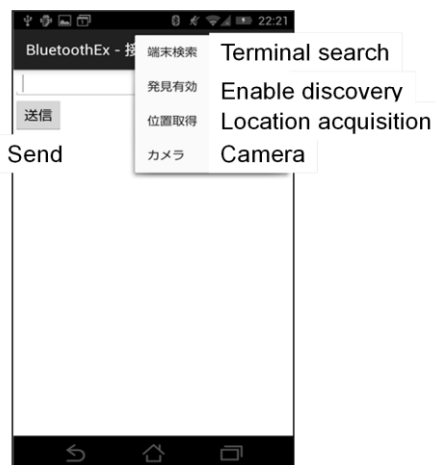 22:21
BluetoothEx - 接
端末検索 Terminal search
発見有効 Enable discovery
送信
位置取得 Location acquisition
Send
カメラ Camera